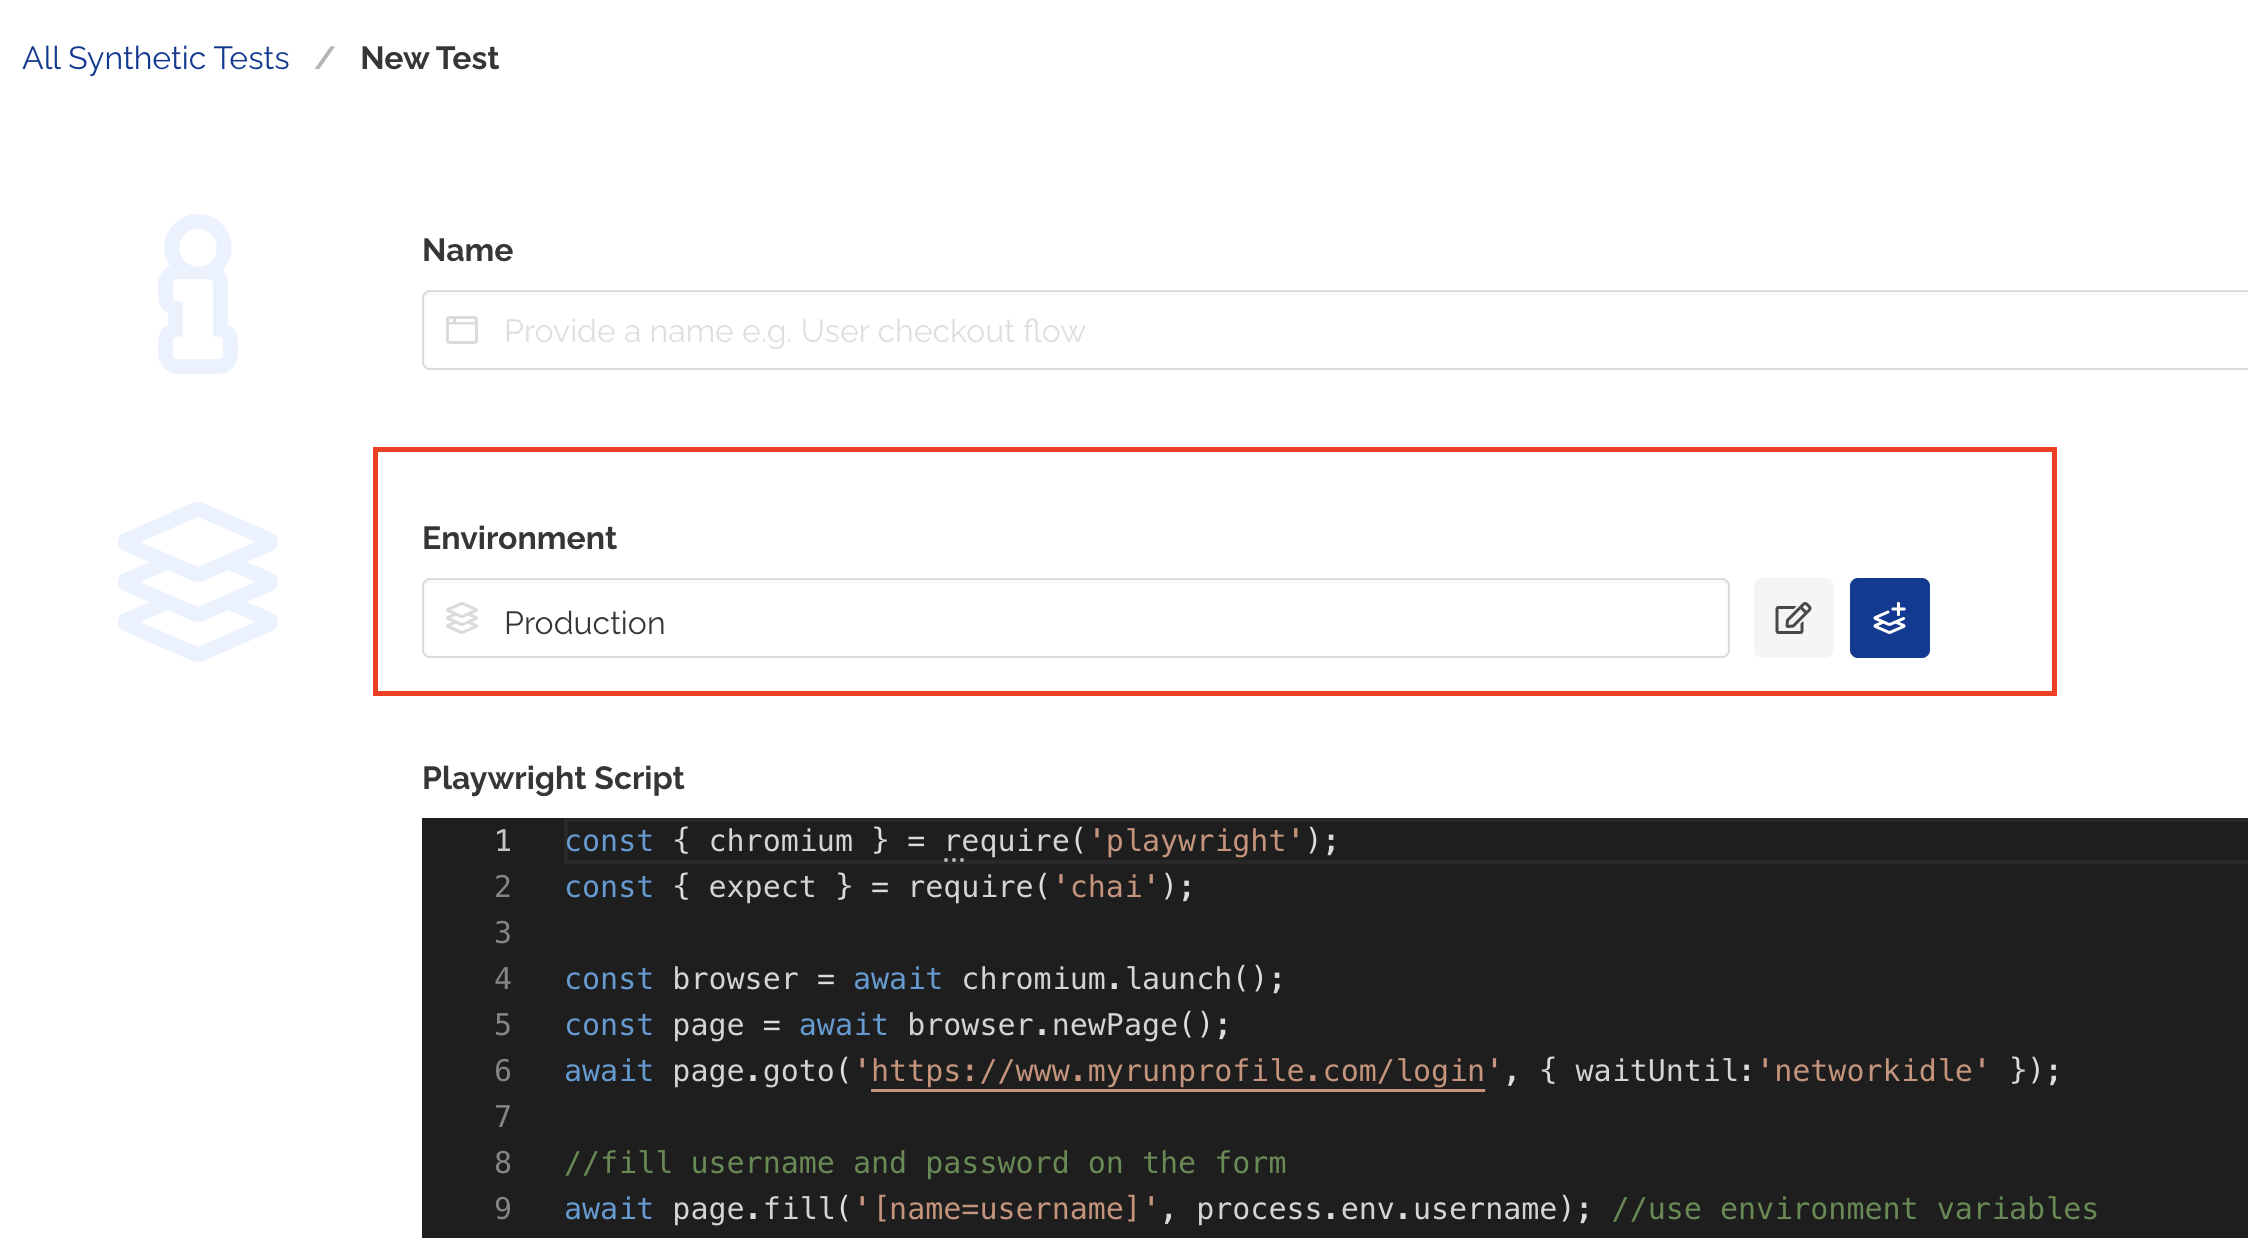 All Synthetic Tests / New Test
Name
Provide a name e.g. User checkout flow
Environment
Production
Playwright Script
1 const { chromium } = require('playwright');
2 const { expect } = require('chai');
3
4 const browser = await chromium.launch();
5 const page = await browser.newPage();
6 await page.goto('https://www.myrunprofile.com/login', { waitUntil:'networkidle' });
7
8 //fill username and password on the form
9 await page.fill('[name=username]', process.env.username); //use environment variables